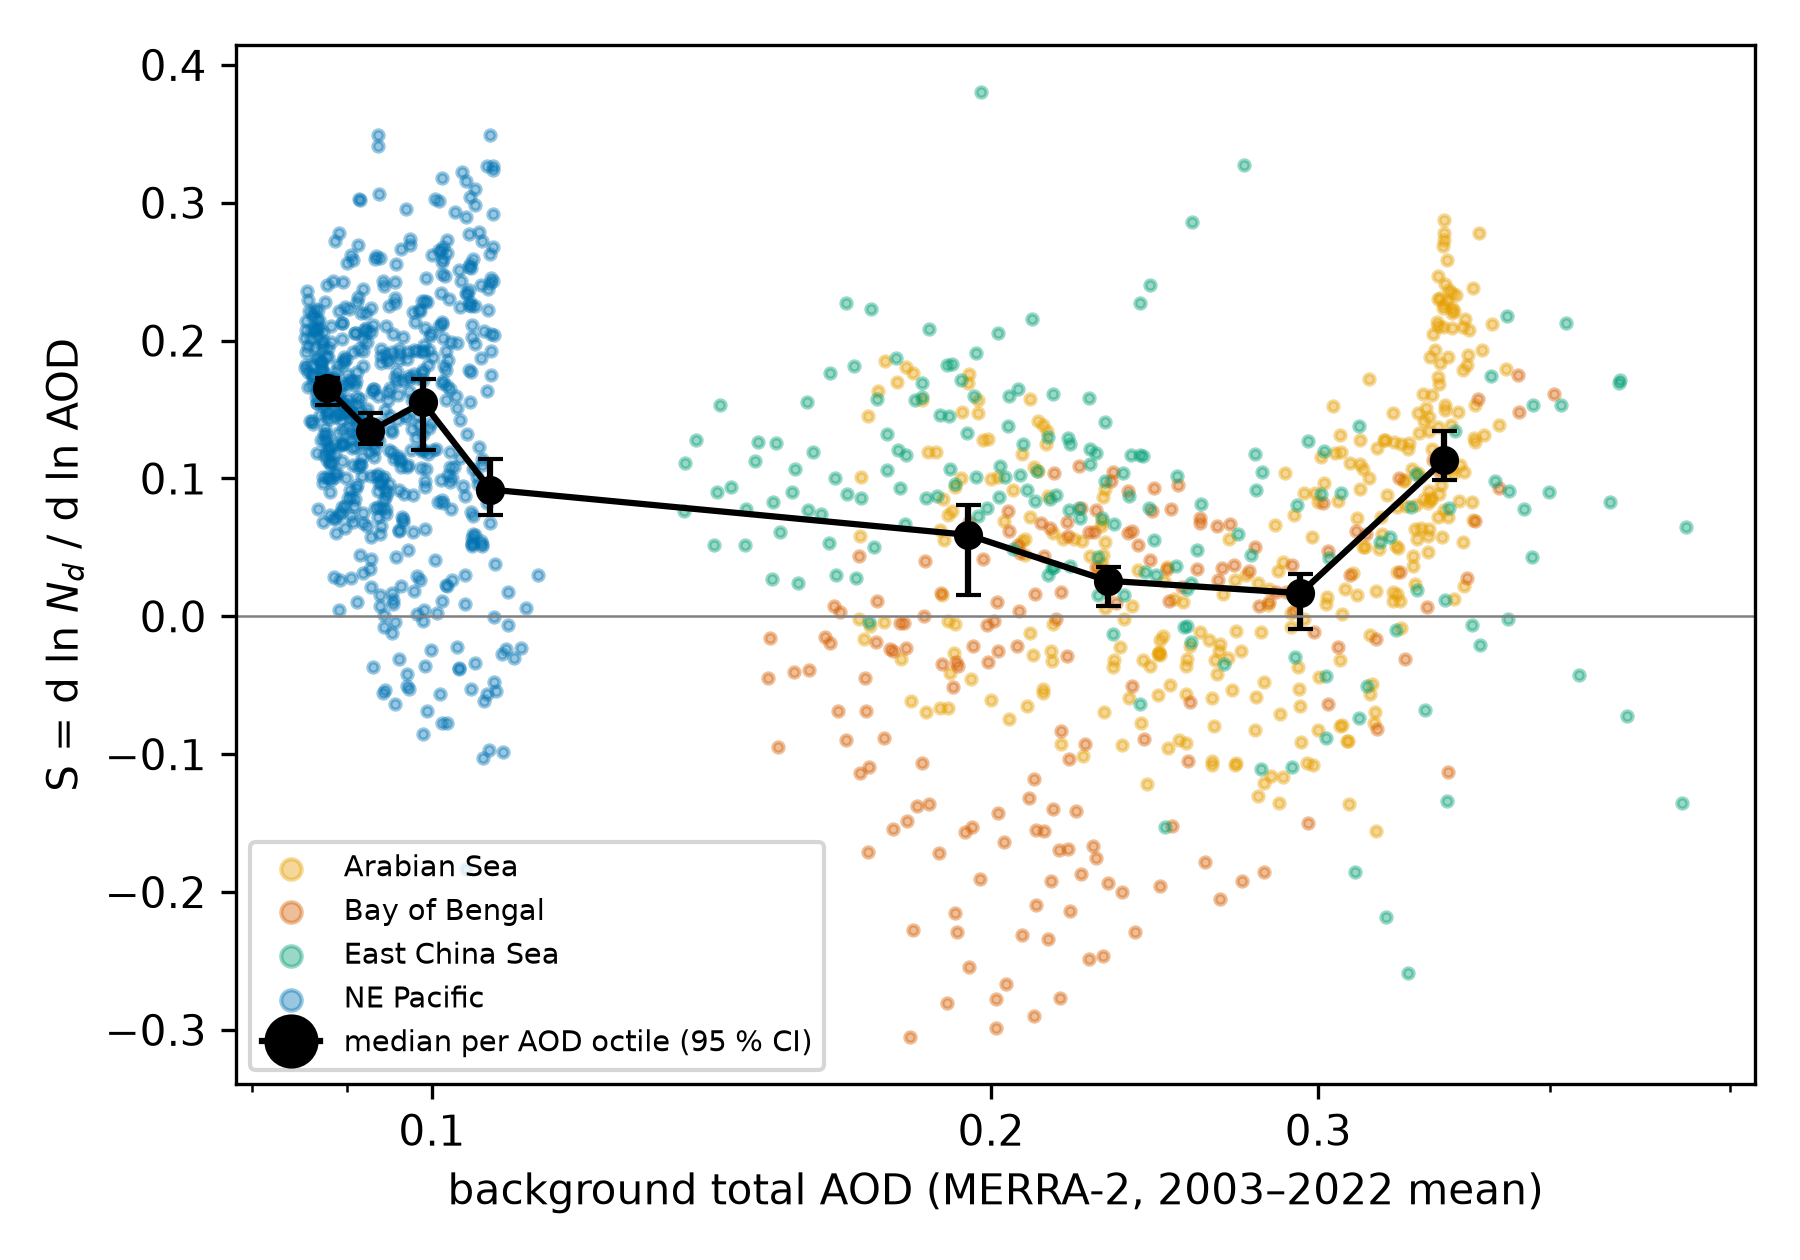 0.4
0.3
0.2
0.1
0.0
−0.1
−0.2
−0.3
S = d ln N_d / d ln AOD
Arabian Sea
Bay of Bengal
East China Sea
NE Pacific
median per AOD octile (95 % CI)
0.1 0.2 0.3
background total AOD (MERRA-2, 2003–2022 mean)